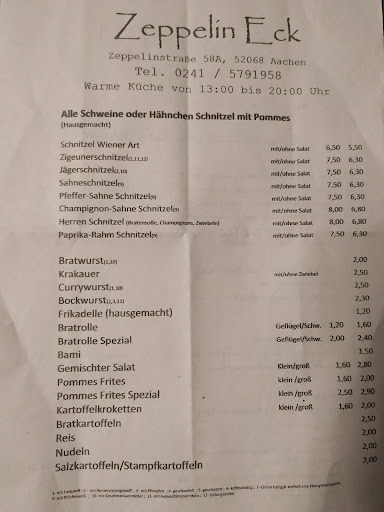 Zeppelin Eck
Zeppelinstraße 58A, 52068 Aachen
Tel. 0241 / 5791958
Warme Küche von 13:00 bis 20:00 Uhr
Alle Schweine oder Hähnchen Schnitzel mit Pommes
(Hausgemacht)
Schnitzel Wiener Art mit/ohne Salat 6,50 5,50
Zigeunerschnitzel(2,11,12) mit/ohne Salat 7,50 6,30
Jägerschnitzel(2,10) mit/ohne Salat 7,50 6,30
Sahneschnitzel(9) mit/ohne Salat 7,50 6,30
Pfeffer-Sahne Schnitzel(9) mit/ohne Salat 7,50 6,30
Champignon-Sahne Schnitzel(9) mit/ohne Salat 8,00 6,80
Herren Schnitzel (Bratensoße, Champignons, Zwiebeln) mit/ohne Salat 8,00 6,80
Paprika-Rahm Schnitzel(9) mit/ohne Salat 7,50 6,30
Bratwurst(1,10) 2,00
Krakauer mit/ohne Zwiebel 2,50
Currywurst(1,10) 2,50
Bockwurst(2,3,11) 2,30
Frikadelle (hausgemacht) 1,20
Bratrolle Geflügel/Schw. 1,20 1,60
Bratrolle Spezial Geflügel/Schw. 2,00 2,40
Bami 1,50
Gemischter Salat Klein/groß 1,60 2,80
Pommes Frites klein /groß 1,60 2,00
Pommes Frites Spezial klein /groß 2,50 2,90
Kartoffelkroketten klein /groß 1,60 2,00
Bratkartoffeln 2,50
Reis 2,00
Nudeln 2,00
Salzkartoffeln/Stampfkartoffeln 2,00